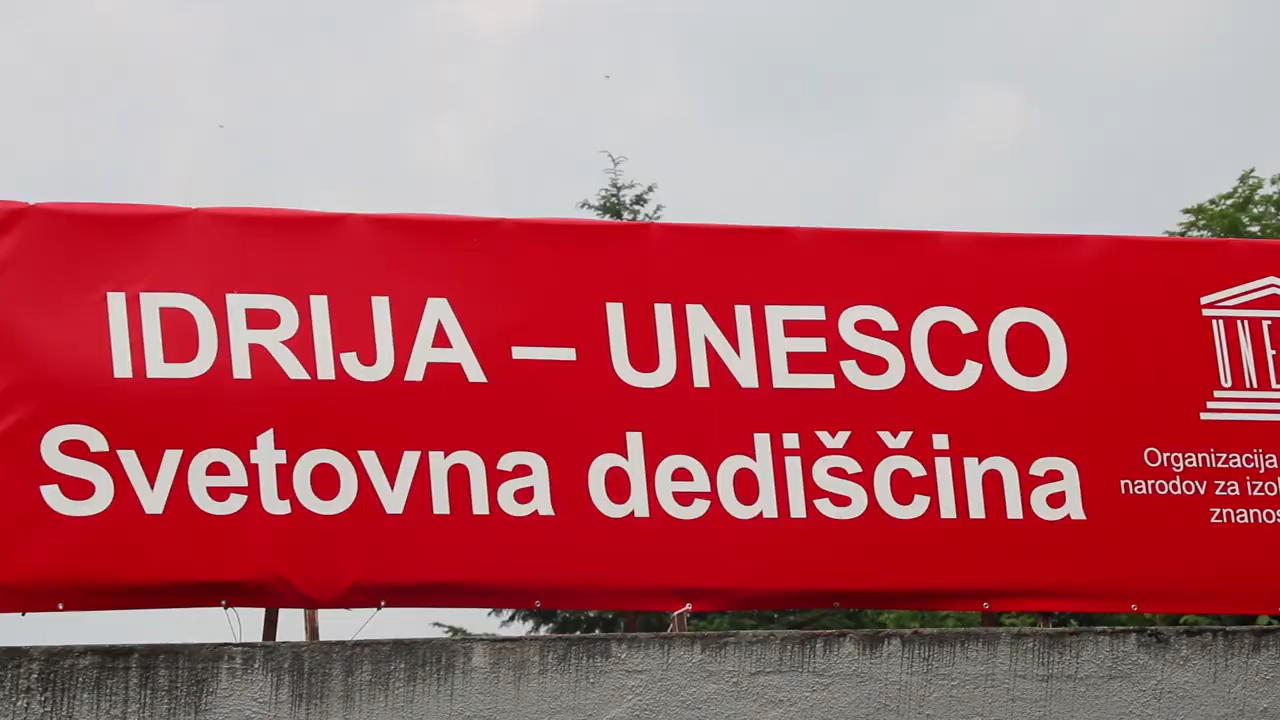 IDRIJA – UNESCO
Svetovna dediščina
Organizacija
narodov za